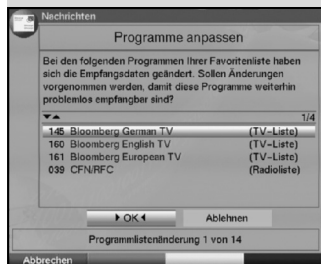 Nachrichten
Programme anpassen
Bei den folgenden Programmen Ihrer Favoritenliste haben
sich die Empfangsdaten geändert. Sollen Änderungen
vorgenommen werden, damit diese Programme weiterhin
problemlos empfangbar sind?
1/4
145 Bloomberg German TV (TV-Liste)
160 Bloomberg English TV (TV-Liste)
161 Bloomberg European TV (TV-Liste)
039 CFN/RFC (Radioliste)
OK
Ablehnen
Programmlistenänderung 1 von 14
Abbrechen